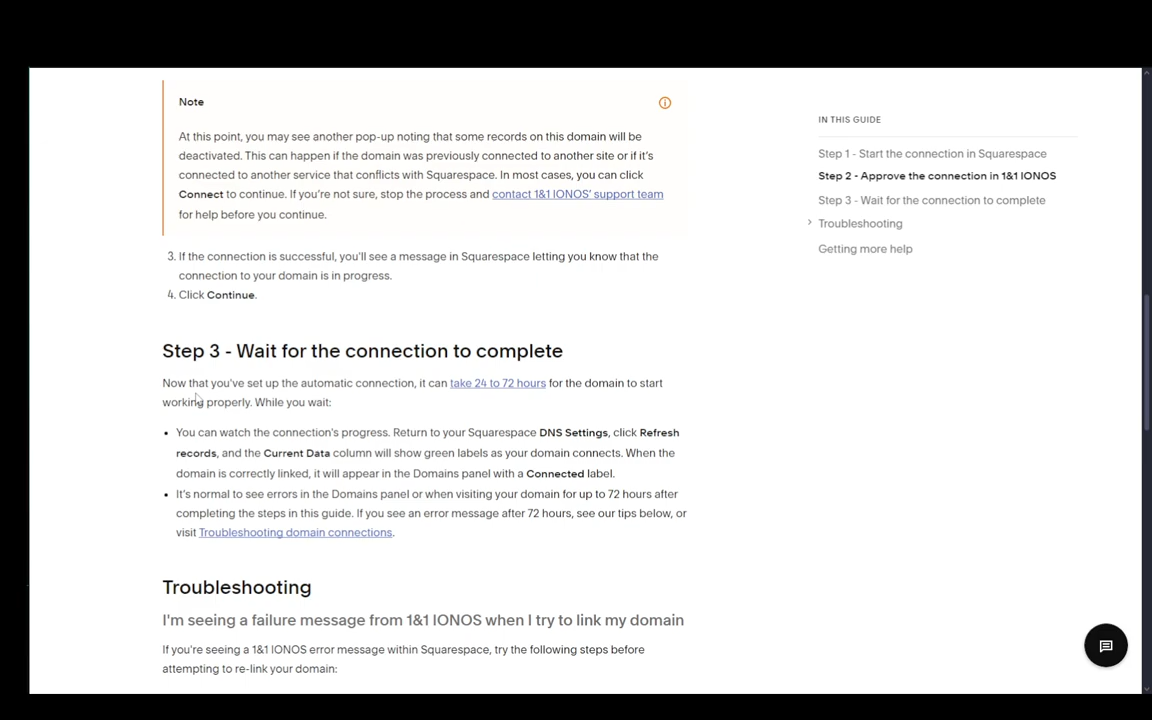 Note
At this point, you may see another pop-up noting that some records on this domain will be
deactivated. This can happen if the domain was previously connected to another site or if it's
connected to another service that conflicts with Squarespace. In most cases, you can click
Connect to continue. If you're not sure, stop the process and contact 1&1 IONOS' support team
for help before you continue.
3. If the connection is successful, you'll see a message in Squarespace letting you know that the
connection to your domain is in progress.
4. Click Continue.
Step 3 - Wait for the connection to complete
Now that you've set up the automatic connection, it can take 24 to 72 hours for the domain to start
working properly. While you wait:
• You can watch the connection's progress. Return to your Squarespace DNS Settings, click Refresh
records, and the Current Data column will show green labels as your domain connects. When the
domain is correctly linked, it will appear in the Domains panel with a Connected label.
• It's normal to see errors in the Domains panel or when visiting your domain for up to 72 hours after
completing the steps in this guide. If you see an error message after 72 hours, see our tips below, or
visit Troubleshooting domain connections.
Troubleshooting
I'm seeing a failure message from 1&1 IONOS when I try to link my domain
If you're seeing a 1&1 IONOS error message within Squarespace, try the following steps before
attempting to re-link your domain:
IN THIS GUIDE
Step 1 - Start the connection in Squarespace
Step 2 - Approve the connection in 1&1 IONOS
Step 3 - Wait for the connection to complete
Troubleshooting
Getting more help